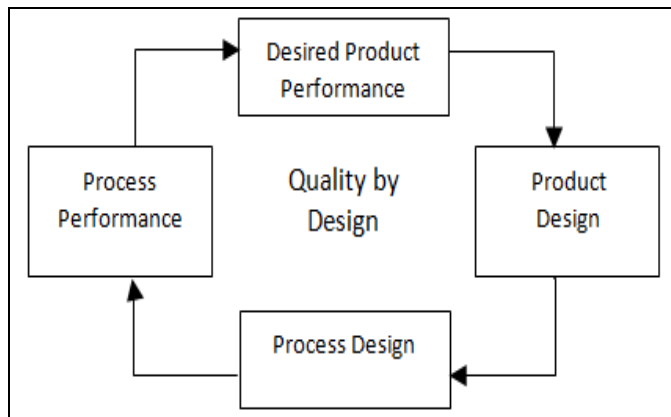 Desired Product
Performance
Process
Performance
Quality by
Design
Product
Design
Process Design